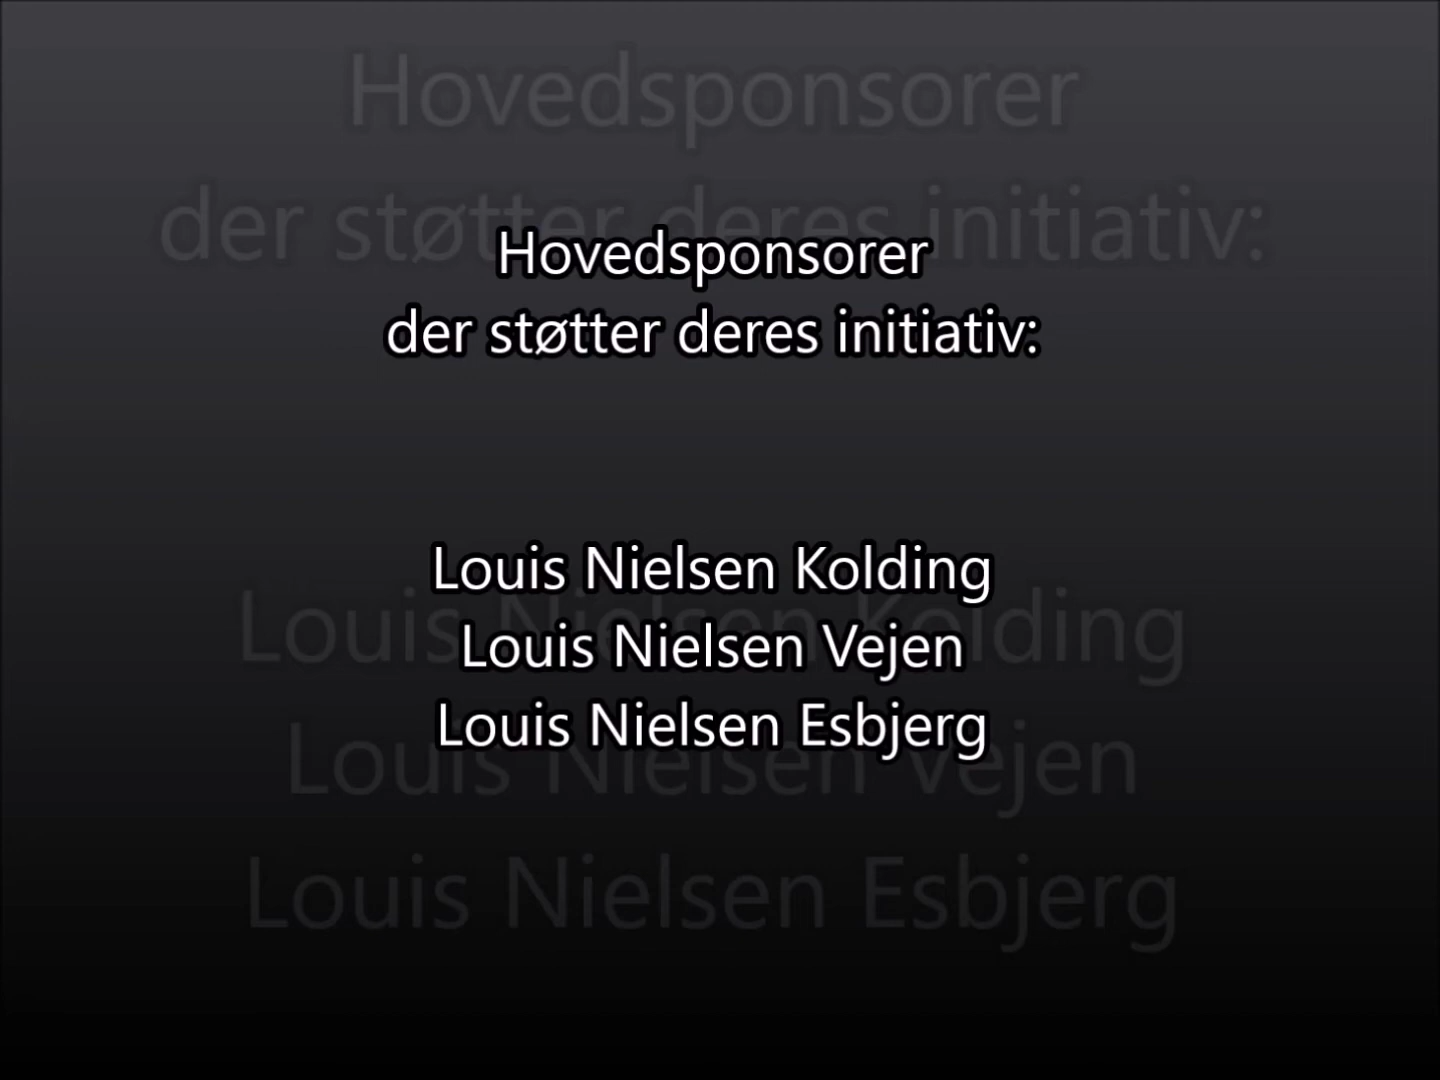 Hovedsponsorer
der støtter deres initiativ:
Louis Nielsen Kolding
Louis Nielsen Vejen
Louis Nielsen Esbjerg